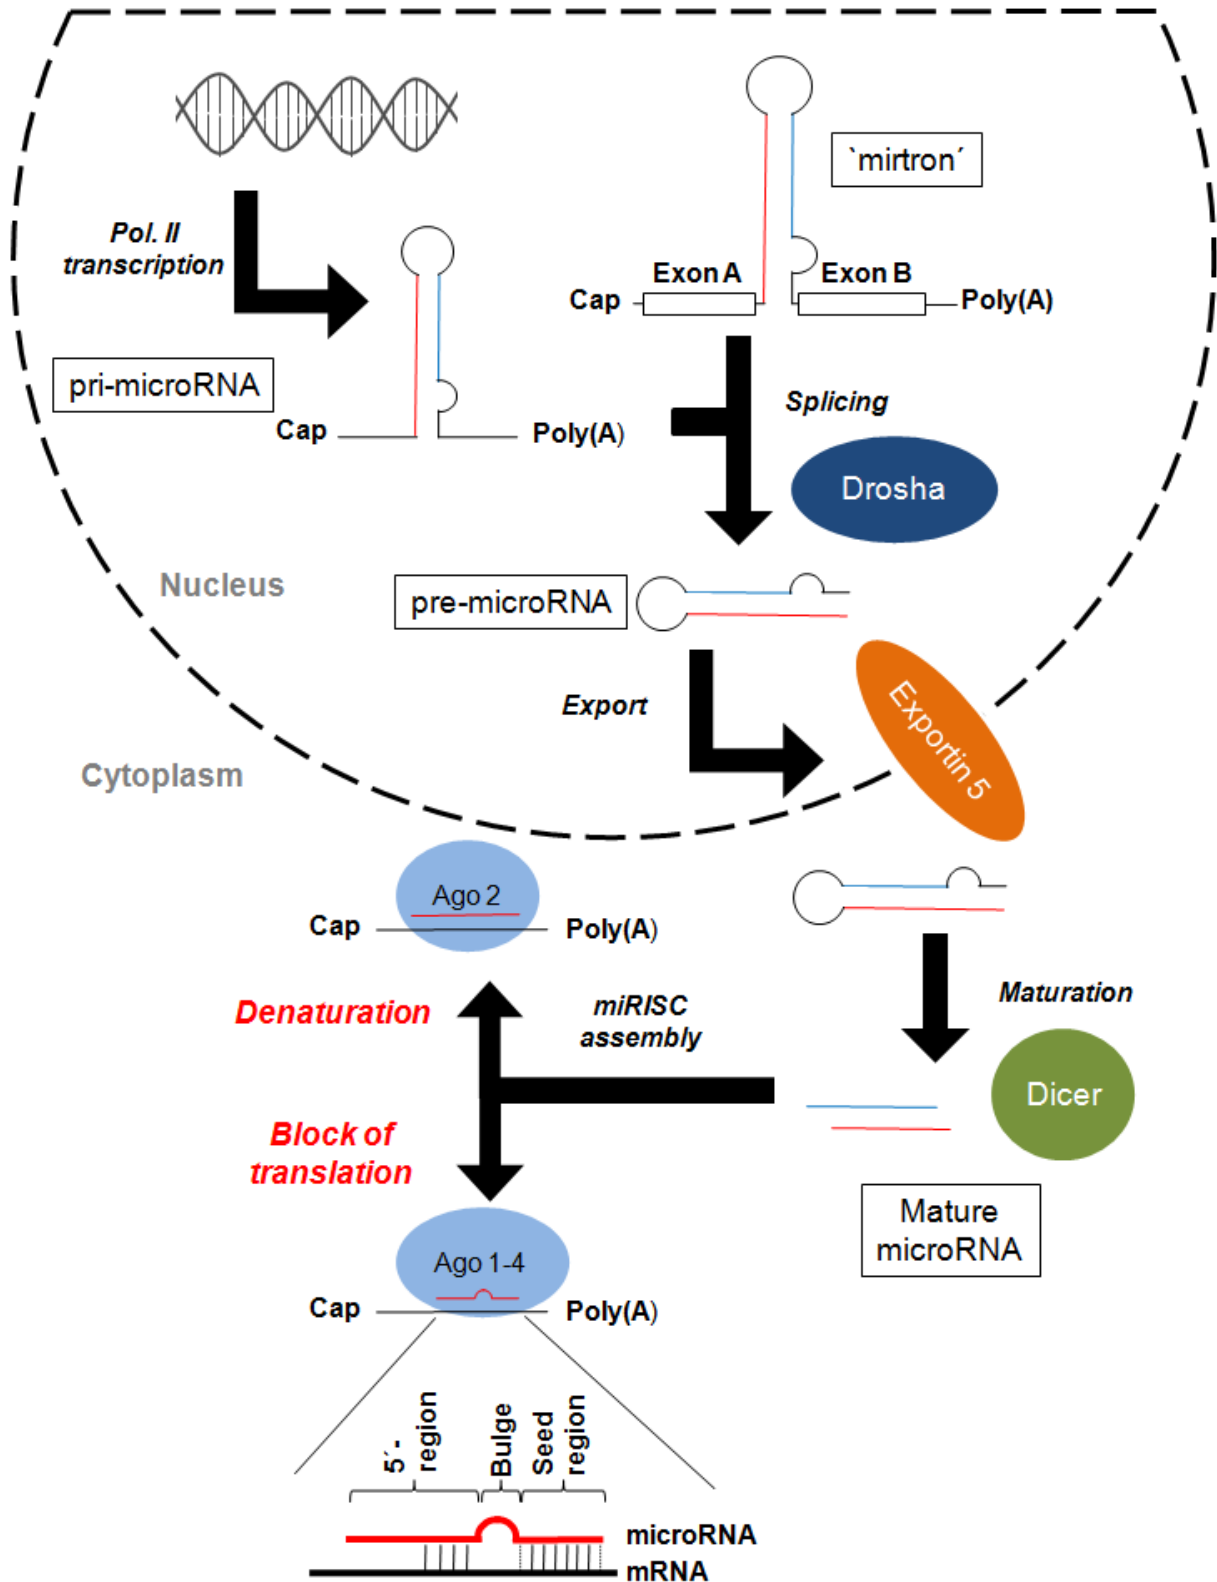 `mirtron´
Pol. II
transcription
Exon A
Exon B
Cap
Poly(A)
pri-microRNA
Cap
Poly(A)
Splicing
Drosha
Nucleus
pre-microRNA
Export
Exportin 5
Cytoplasm
Ago 2
Cap
Poly(A)
Denaturation
miRISC
assembly
Maturation
Dicer
Block of
translation
Mature
microRNA
Ago 1-4
Cap
Poly(A)
5´-
region
Bulge
Seed
region
microRNA
mRNA